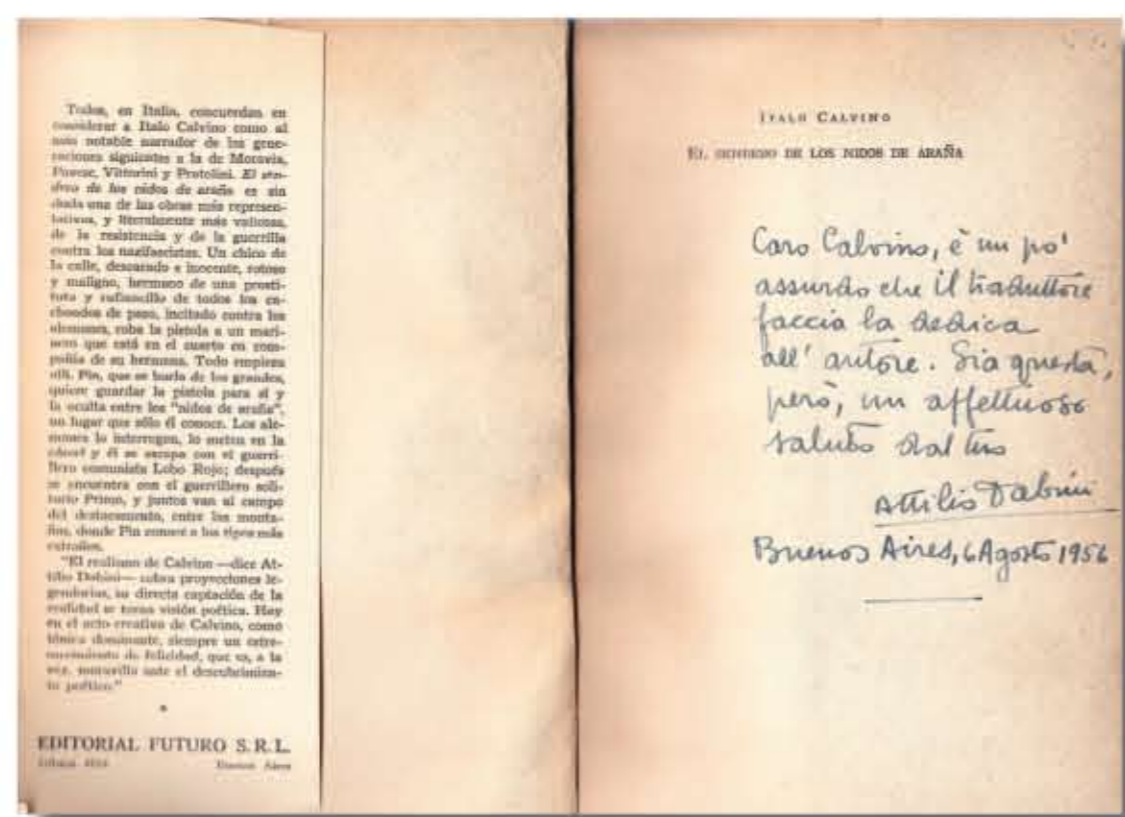 Todos, en Italia, concuerdan en
considerar a Italo Calvino como al
más notable narrador de las gene-
raciones siguientes a la de Moravia,
Pavese, Vittorini y Pratolini. El sen-
dero de los nidos de araña es sin
duda una de las obras más represen-
tativas, y literalmente más valiosas,
de la resistencia y de la guerrilla
contra los nazifascistas. Un chico de
la calle, descarado e inocente, rotoso
y maligno, hermano de una prosti-
tuta y rufiancillo de todos los
de paso, incitado contra los
alemanes, roba la pistola a un mari-
nero que está en el cuarto en com-
pañía de su hermana. Todo empieza
allí. Pin, que se burla de los grandes,
quiere guardar la pistola para sí y
la oculta entre los "nidos de araña",
un lugar que sólo él conoce. Los ale-
manes lo interrogan, lo meten en la
cárcel y él se escapa con el guerri-
llero comunista Lobo Rojo; después
se encuentra con el guerrillero soli-
tario Primo, y juntos van al campo
del destacamento, entre las monta-
ñas, donde Pin conoce a los tipos más
extraños.
"El realismo de Calvino —dice At-
tilio Dabini— cobra proyecciones le-
gendarias, su directa captación de la
realidad se torna visión poética. Hay
en el acto creativo de Calvino, como
tónica dominante, siempre un estre-
mecimiento de felicidad, que es, a la
vez, maravilla ante el descubrimien-
to poético."
*
EDITORIAL FUTURO S. R. L.
Buenos Aires
ITALO CALVINO
EL SENDERO DE LOS NIDOS DE ARAÑA
Caro Calvino, è un po'
assurdo che il traduttore
faccia la dedica
all' autore. Sia questa,
però, un affettuoso
saluto dal tuo
Attilio Dabini
Buenos Aires, 6 Agosto 1956